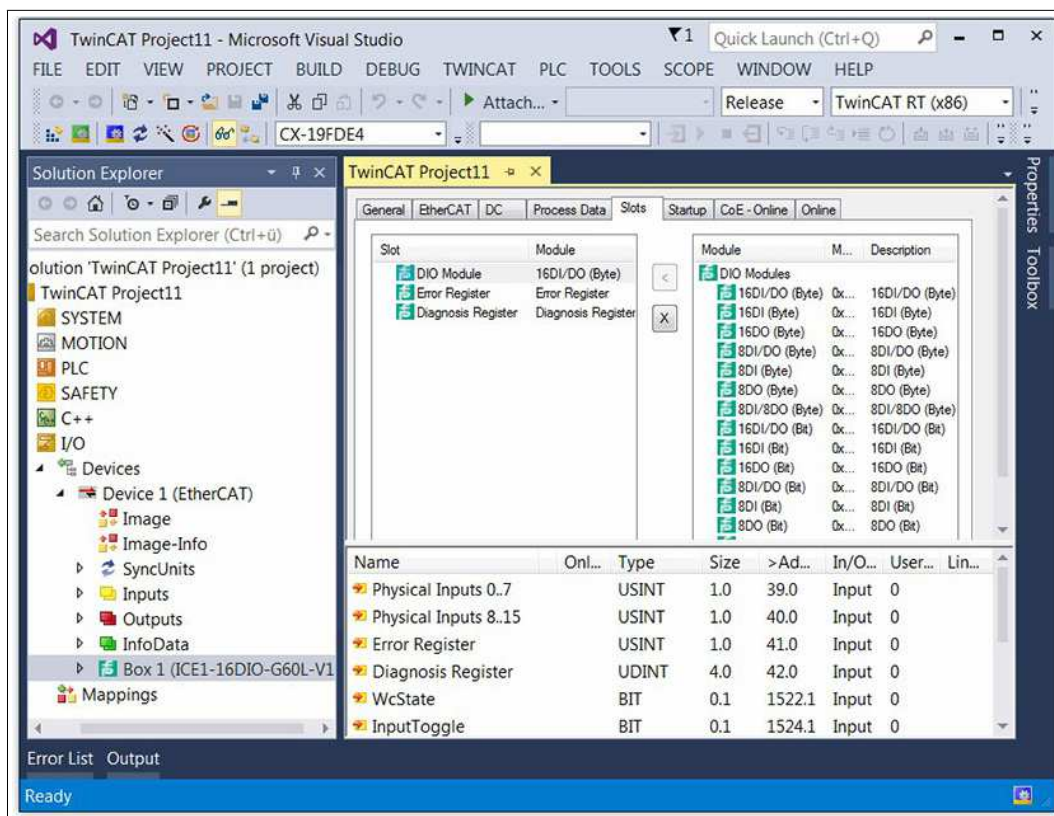 TwinCAT Project11 - Microsoft Visual Studio
1 Quick Launch (Ctrl+Q)
FILE EDIT VIEW PROJECT BUILD DEBUG TWINCAT PLC TOOLS SCOPE WINDOW HELP
Attach... Release TwinCAT RT (x86)
CX-19FDE4
Solution Explorer
Search Solution Explorer (Ctrl+ü)
olution 'TwinCAT Project11' (1 project)
TwinCAT Project11
SYSTEM
MOTION
PLC
SAFETY
C++
I/O
Devices
Device 1 (EtherCAT)
Image
Image-Info
SyncUnits
Inputs
Outputs
InfoData
Box 1 (ICE1-16DIO-G60L-V1
Mappings
TwinCAT Project11
General EtherCAT DC Process Data Slots Startup CoE - Online Online
Slot Module
DIO Module 16DI/DO (Byte)
Error Register Error Register
Diagnosis Register Diagnosis Register
<
X
Module M... Description
DIO Modules
16DI/DO (Byte) 0x... 16DI/DO (Byte)
16DI (Byte) 0x... 16DI (Byte)
16DO (Byte) 0x... 16DO (Byte)
8DI/DO (Byte) 0x... 8DI/DO (Byte)
8DI (Byte) 0x... 8DI (Byte)
8DO (Byte) 0x... 8DO (Byte)
8DI/8DO (Byte) 0x... 8DI/8DO (Byte)
16DI/DO (Bit) 0x... 16DI/DO (Bit)
16DI (Bit) 0x... 16DI (Bit)
16DO (Bit) 0x... 16DO (Bit)
8DI/DO (Bit) 0x... 8DI/DO (Bit)
8DI (Bit) 0x... 8DI (Bit)
8DO (Bit) 0x... 8DO (Bit)
Name Onl... Type Size >Ad... In/O... User... Lin...
Physical Inputs 0..7 USINT 1.0 39.0 Input 0
Physical Inputs 8..15 USINT 1.0 40.0 Input 0
Error Register USINT 1.0 41.0 Input 0
Diagnosis Register UDINT 4.0 42.0 Input 0
WcState BIT 0.1 1522.1 Input 0
InputToggle BIT 0.1 1524.1 Input 0
Properties Toolbox
Error List Output
Ready